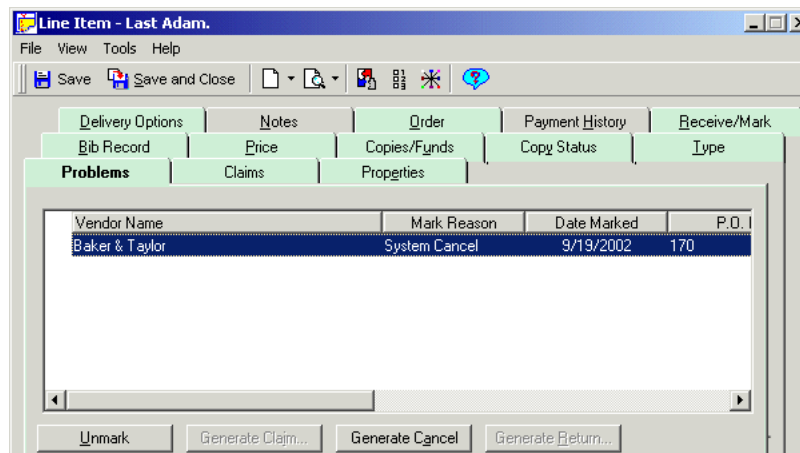 Line Item - Last Adam.
File View Tools Help
Save Save and Close
Delivery Options Notes Order Payment History Receive/Mark
Bib Record Price Copies/Funds Copy Status Type
Problems Claims Properties
Vendor Name Mark Reason Date Marked P.O.
Baker & Taylor System Cancel 9/19/2002 170
Unmark Generate Claim... Generate Cancel Generate Return...